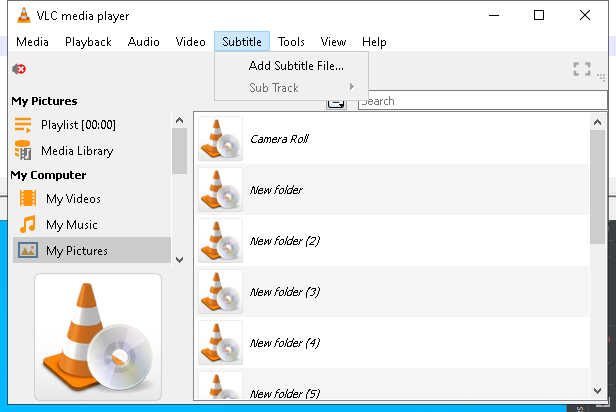 VLC media player
Media Playback Audio Video Subtitle Tools View Help
Add Subtitle File...
Sub Track
Search
My Pictures
Playlist [00:00]
Media Library
My Computer
My Videos
My Music
My Pictures
Camera Roll
New folder
New folder (2)
New folder (3)
New folder (4)
New folder (5)